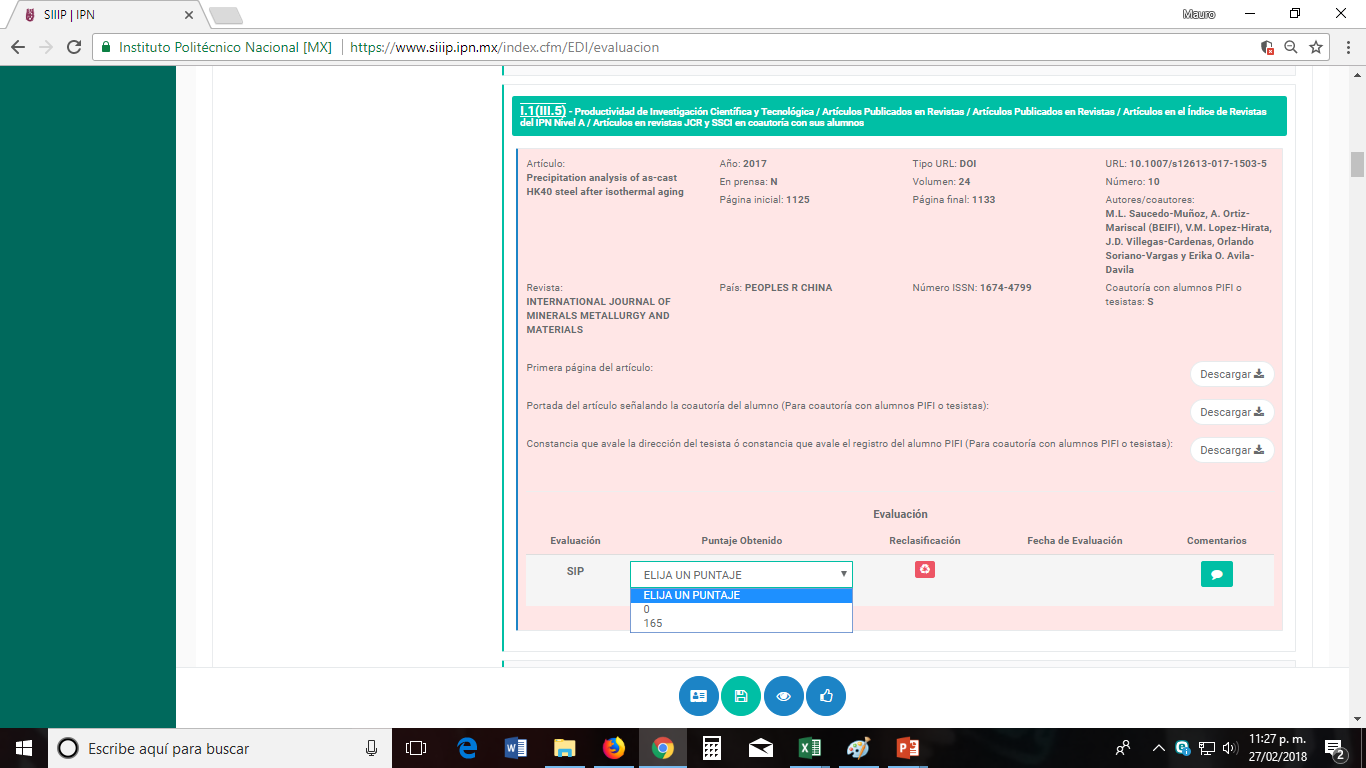 SIIIP | IPN
Mauro
Instituto Politécnico Nacional [MX]
https://www.siiip.ipn.mx/index.cfm/EDI/evaluacion
I.1(III.5) - Productividad de Investigación Científica y Tecnológica / Artículos Publicados en Revistas / Artículos Publicados en Revistas / Artículos en el Índice de Revistas
del IPN Nivel A / Artículos en revistas JCR y SSCI en coautoría con sus alumnos
Artículo:
Precipitation analysis of as-cast
HK40 steel after isothermal aging
Año: 2017
Tipo URL: DOI
URL: 10.1007/s12613-017-1503-5
En prensa: N
Volumen: 24
Número: 10
Página inicial: 1125
Página final: 1133
Autores/coautores:
M.L. Saucedo-Muñoz, A. Ortiz-
Mariscal (BEIFI), V.M. Lopez-Hirata,
J.D. Villegas-Cardenas, Orlando
Soriano-Vargas y Erika O. Avila-
Davila
Revista:
INTERNATIONAL JOURNAL OF
MINERALS METALLURGY AND
MATERIALS
País: PEOPLES R CHINA
Número ISSN: 1674-4799
Coautoría con alumnos PIFI o
tesistas: S
Primera página del artículo:
Descargar
Portada del artículo señalando la coautoría del alumno (Para coautoría con alumnos PIFI o tesistas):
Descargar
Constancia que avale la dirección del tesista ó constancia que avale el registro del alumno PIFI (Para coautoría con alumnos PIFI o tesistas):
Descargar
Evaluación
Evaluación
Puntaje Obtenido
Reclasificación
Fecha de Evaluación
Comentarios
SIP
ELIJA UN PUNTAJE
ELIJA UN PUNTAJE
0
165
Escribe aquí para buscar
11:27 p. m.
27/02/2018
2